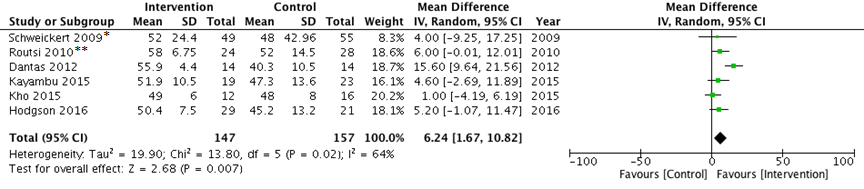 Intervention Control Mean Difference Mean Difference
Study or Subgroup Mean SD Total Mean SD Total Weight IV, Random, 95% CI Year IV, Random, 95% CI
Schweickert 2009* 52 24.4 49 48 42.96 55 8.3% 4.00 [-9.25, 17.25] 2009
Routsi 2010** 58 6.75 24 52 14.5 28 18.4% 6.00 [-0.01, 12.01] 2010
Dantas 2012 55.9 4.4 14 40.3 10.5 14 18.7% 15.60 [9.64, 21.56] 2012
Kayambu 2015 51.9 10.5 19 47.3 13.6 23 16.2% 4.60 [-2.69, 11.89] 2015
Kho 2015 49 6 12 48 8 16 20.4% 1.00 [-4.19, 6.19] 2015
Hodgson 2016 50.4 7.5 29 45.2 13.2 21 18.1% 5.20 [-1.07, 11.47] 2016
Total (95% CI) 147 157 100.0% 6.24 [1.67, 10.82]
Heterogeneity: Tau² = 19.90; Chi² = 13.80, df = 5 (P = 0.02); I² = 64%
Test for overall effect: Z = 2.68 (P = 0.007)
-100 -50 0 50 100
Favours [Control] Favours [Intervention]